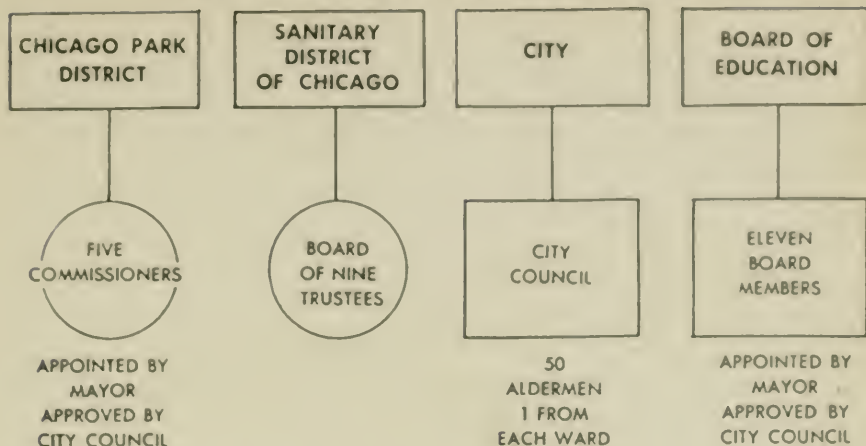 CHICAGO PARK
DISTRICT
SANITARY
DISTRICT
OF CHICAGO
CITY
BOARD OF
EDUCATION
FIVE
COMMISSIONERS
BOARD
OF NINE
TRUSTEES
CITY
COUNCIL
ELEVEN
BOARD
MEMBERS
APPOINTED BY
MAYOR
APPROVED BY
CITY COUNCIL
50
ALDERMEN
1 FROM
EACH WARD
APPOINTED BY
MAYOR
APPROVED BY
CITY COUNCIL